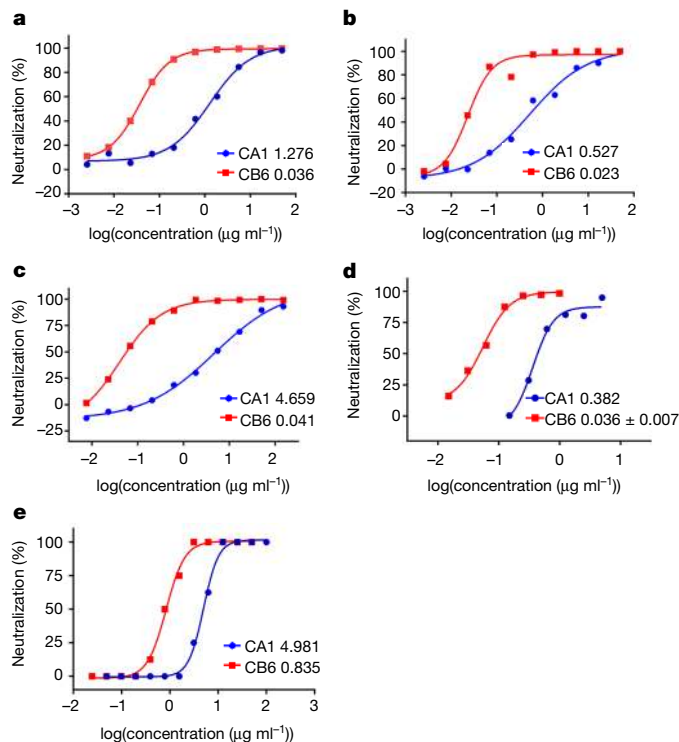 a
Neutralization (%)
100
80
60
40
20
0
−20
CA1 1.276
CB6 0.036
−3 −2 −1 0 1 2
log(concentration (μg ml−1))
b
Neutralization (%)
100
80
60
40
20
0
−20
CA1 0.527
CB6 0.023
−3 −2 −1 0 1 2
log(concentration (μg ml−1))
c
Neutralization (%)
100
75
50
25
0
−25
CA1 4.659
CB6 0.041
−2 −1 0 1 2
log(concentration (μg ml−1))
d
Neutralization (%)
100
75
50
25
0
CA1 0.382
CB6 0.036 ± 0.007
−2 −1 0 1
log(concentration (μg ml−1))
e
Neutralization (%)
100
75
50
25
0
CA1 4.981
CB6 0.835
−2 −1 0 1 2 3
log(concentration (μg ml−1))